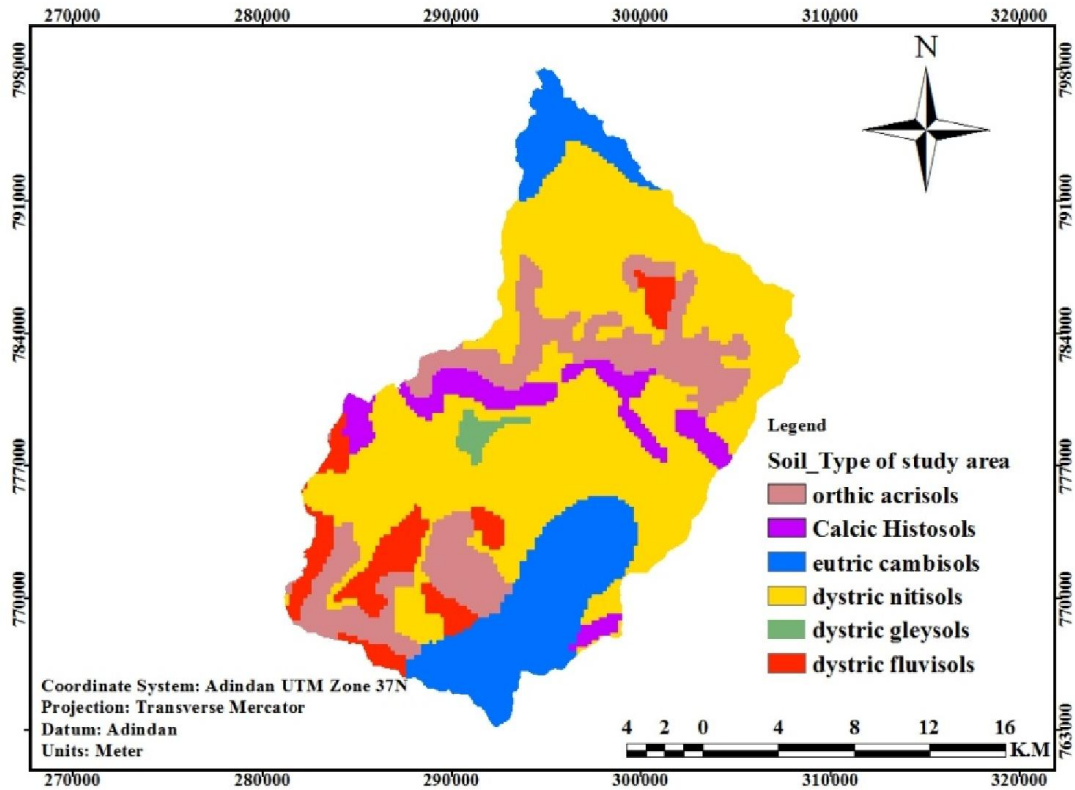 270000 280000 290000 300000 310000 320000
N
798000 798000
791000 791000
784000 784000
777000 777000
770000 770000
763000
Legend
Soil_Type of study area
orthic acrisols
Calcic Histosols
eutric cambisols
dystric nitisols
dystric gleysols
dystric fluvisols
Coordinate System: Adindan UTM Zone 37N
Projection: Transverse Mercator
Datum: Adindan
Units: Meter
4 2 0 4 8 12 16
K.M
270000 280000 290000 300000 310000 320000